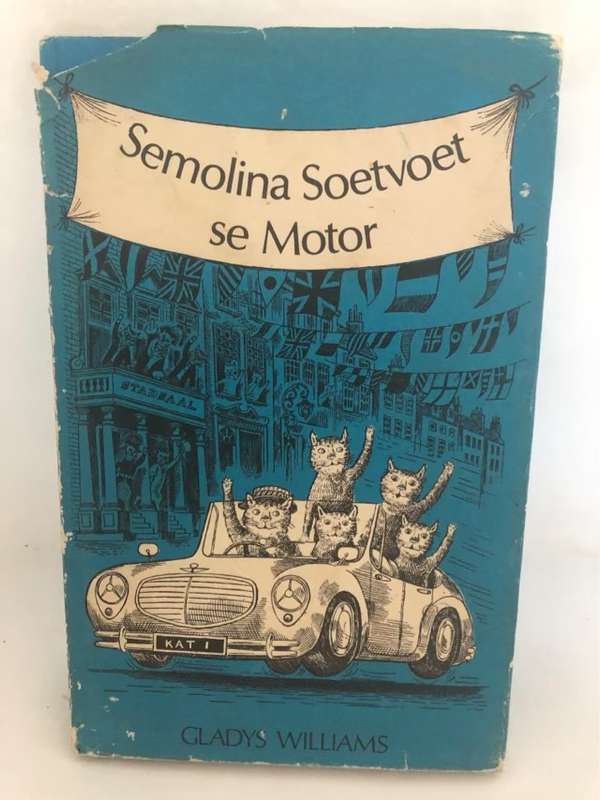 Semolina Soetvoet
se Motor
STADSAAL
KAT 1
GLADYS WILLIAMS